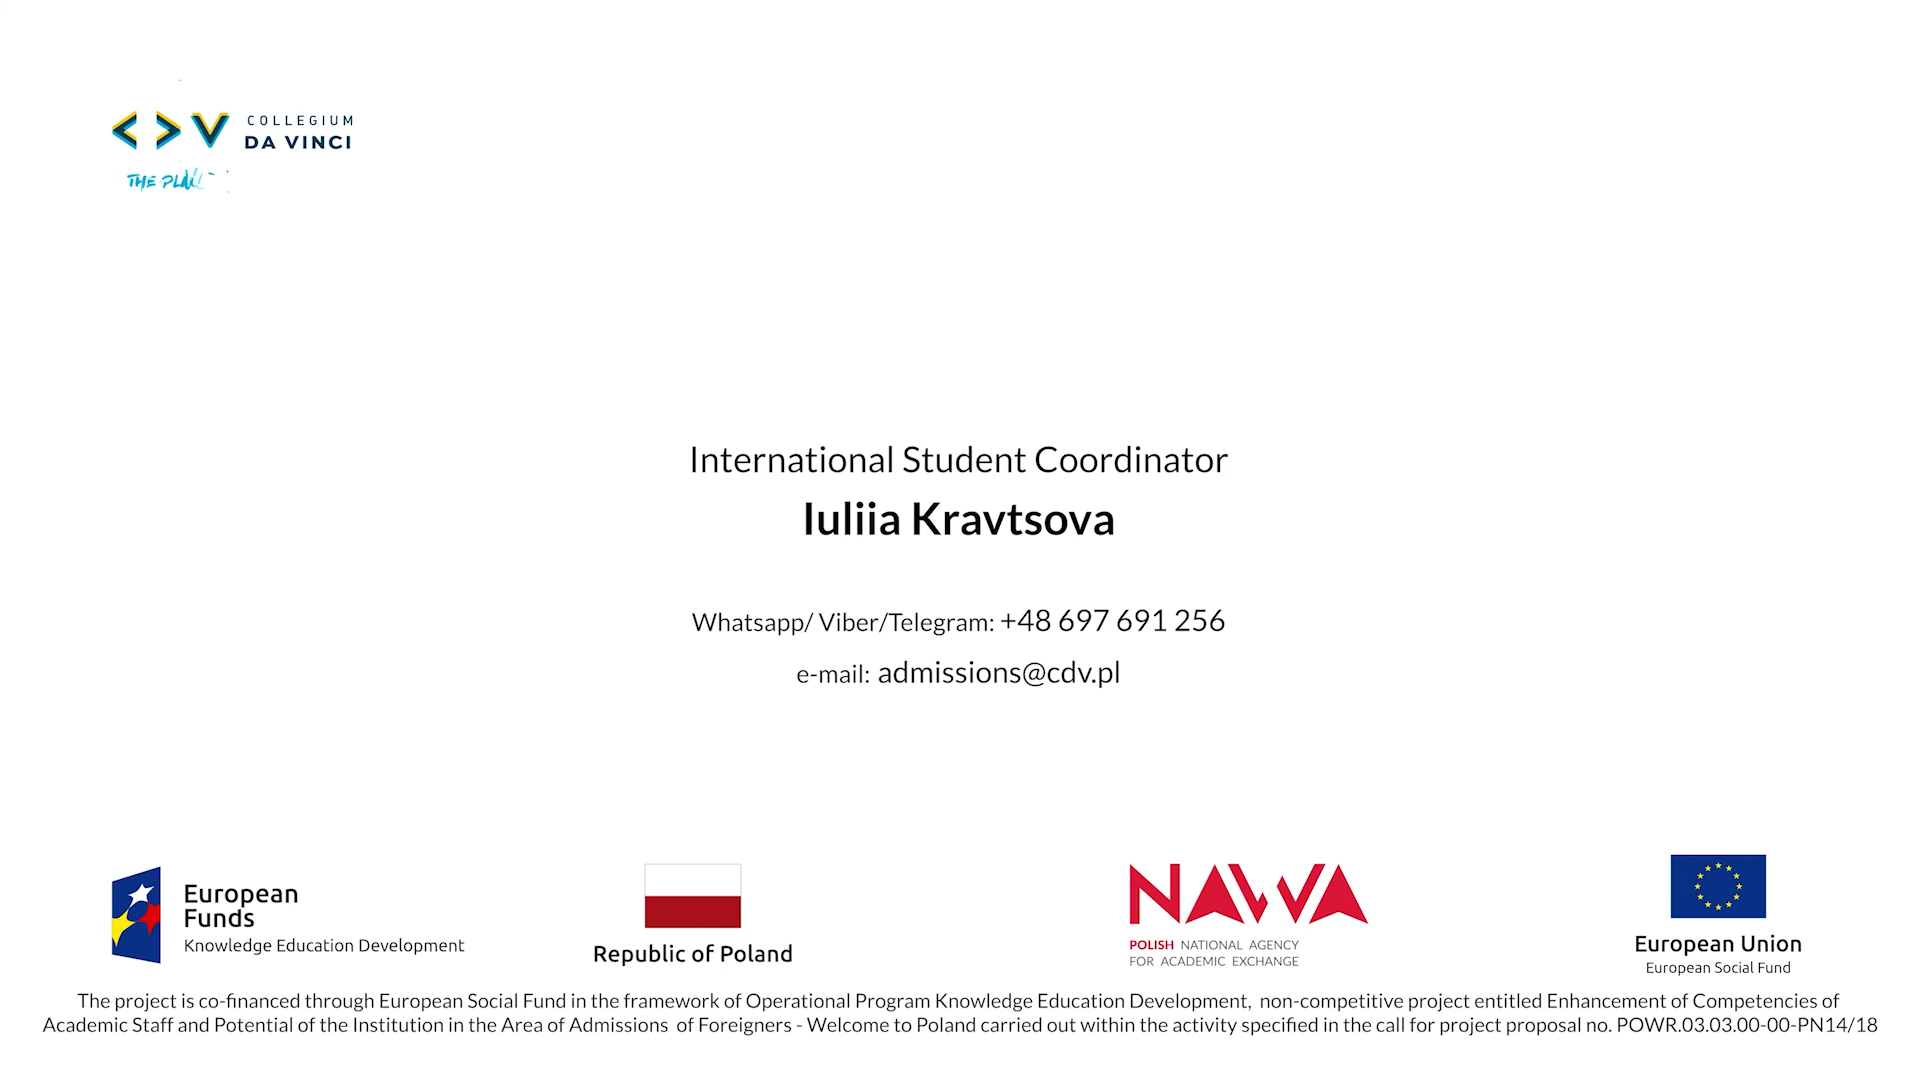 COLLEGIUM
DA VINCI
THE
International Student Coordinator
Iuliia Kravtsova
Whatsapp/ Viber/Telegram: +48 697 691 256
e-mail: admissions@cdv.pl
European
Funds
Knowledge Education Development
Republic of Poland
NAWA
POLISH NATIONAL AGENCY
FOR ACADEMIC EXCHANGE
European Union
European Social Fund
The project is co-financed through European Social Fund in the framework of Operational Program Knowledge Education Development, non-competitive project entitled Enhancement of Competencies of
Academic Staff and Potential of the Institution in the Area of Admissions of Foreigners - Welcome to Poland carried out within the activity specified in the call for project proposal no. POWR.03.03.00-00-PN14/18